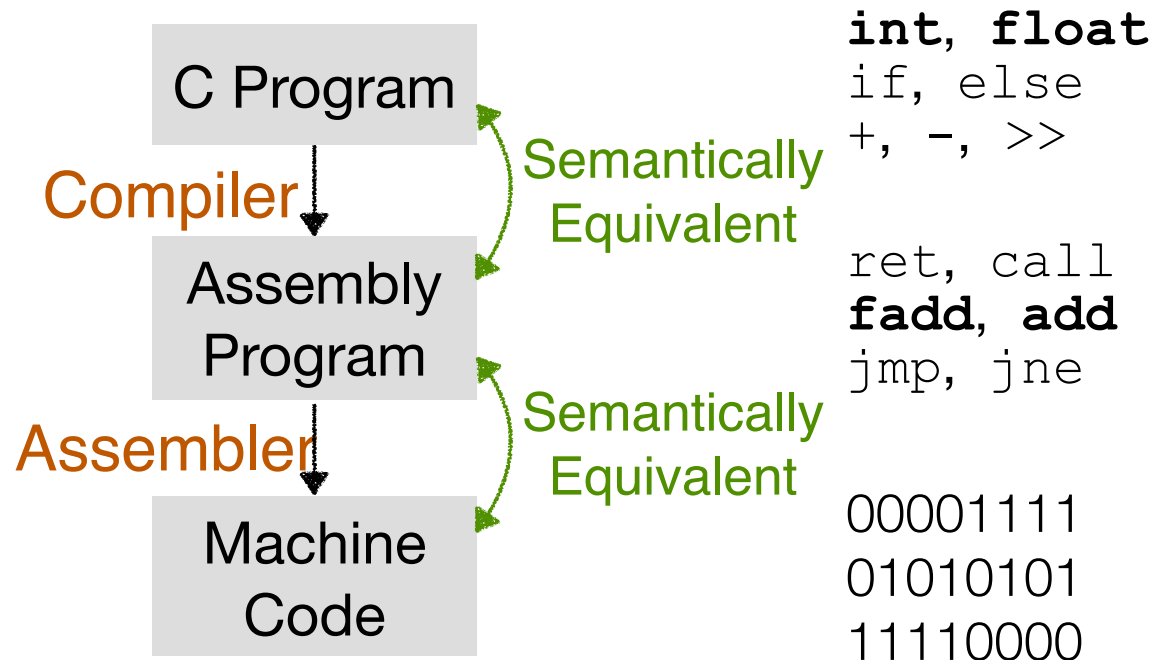 C Program
Compiler
Assembly
Program
Assembler
Machine
Code
Semantically
Equivalent
Semantically
Equivalent
int, float
if, else
+, -, >>
ret, call
fadd, add
jmp, jne
00001111
01010101
11110000